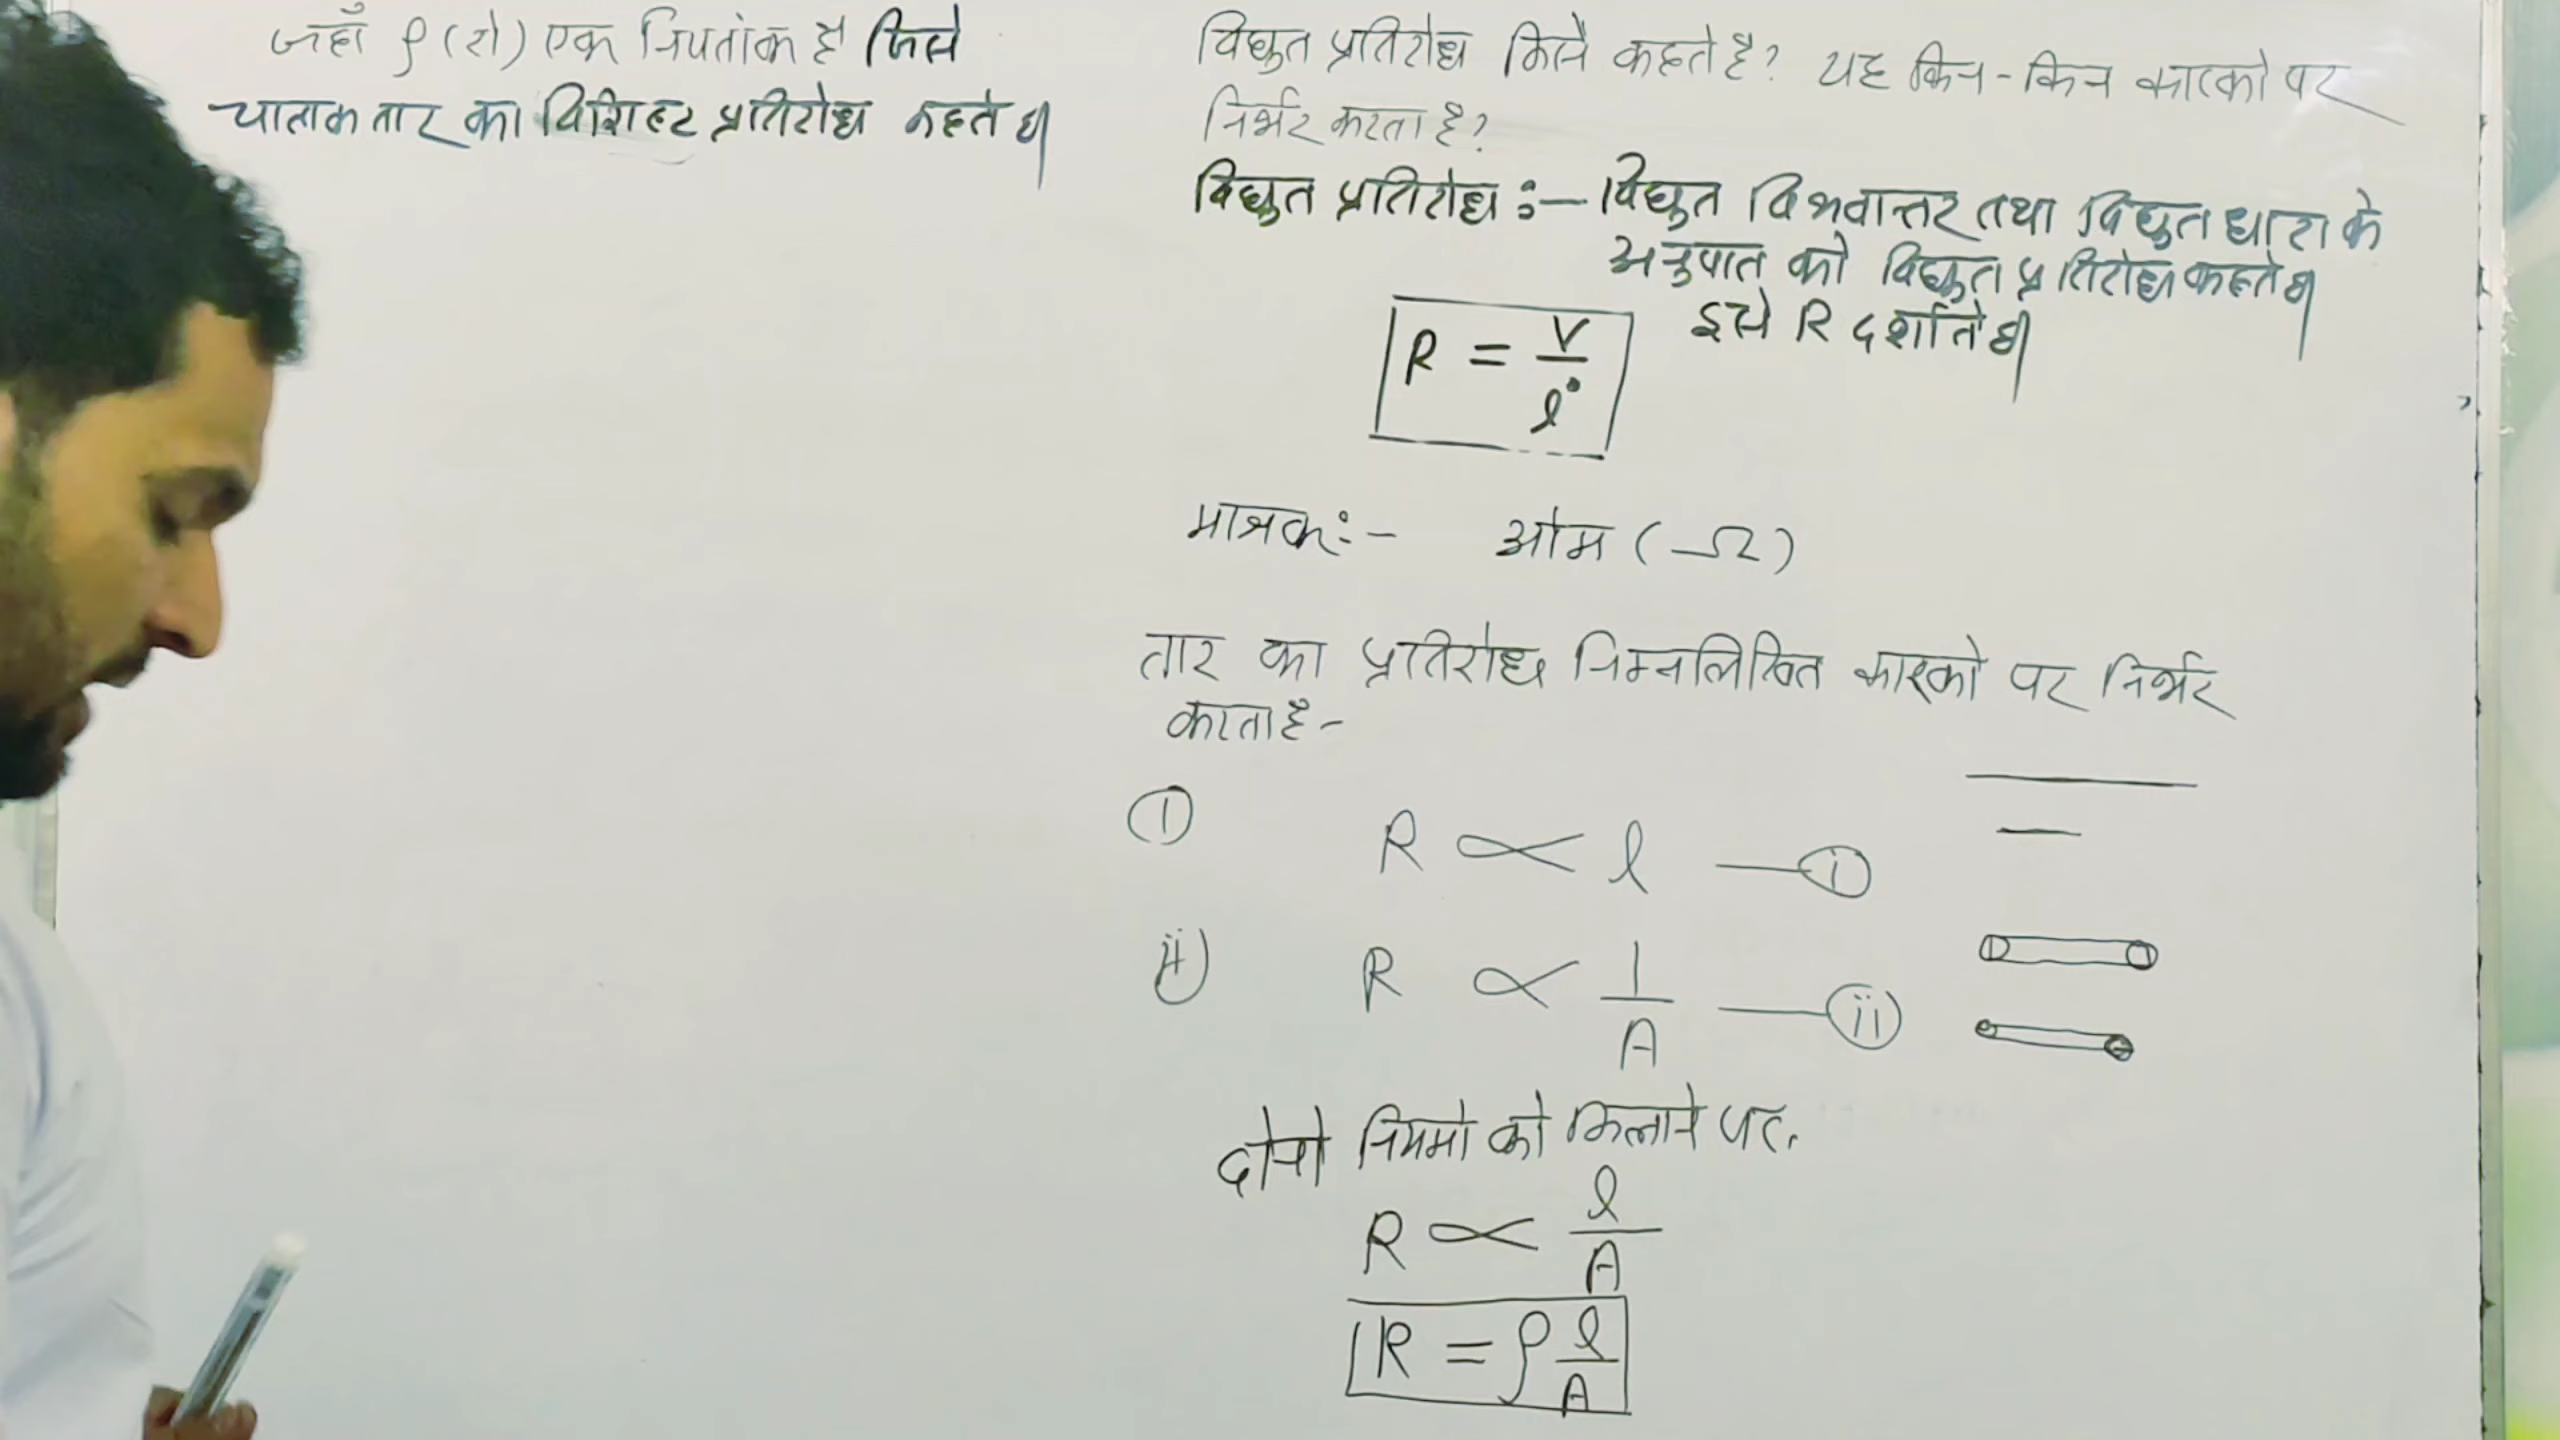 विद्युत प्रतिरोध किसे कहते है? यह किन-किन कारको पर
निर्भर करता है?
विद्युत प्रतिरोध :- विद्युत विभवान्तर तथा विद्युत धारा के
अनुपात को विद्युत प्रतिरोध कहते है।
इसे R दर्शाते है।
R = V/i
मात्रक:- ओम (Ω)
तार का प्रतिरोध निम्नलिखित कारको पर निर्भर
करता है-
(i) R ∝ l —(i)
(ii) R ∝ 1/A —(ii)
दोनो नियमो को मिलाने पर,
R ∝ l/A
R = ρ l/A
जहाँ ρ (रो) एक नियतांक है जिसे
चालक तार का विशिष्ट प्रतिरोध कहते है।